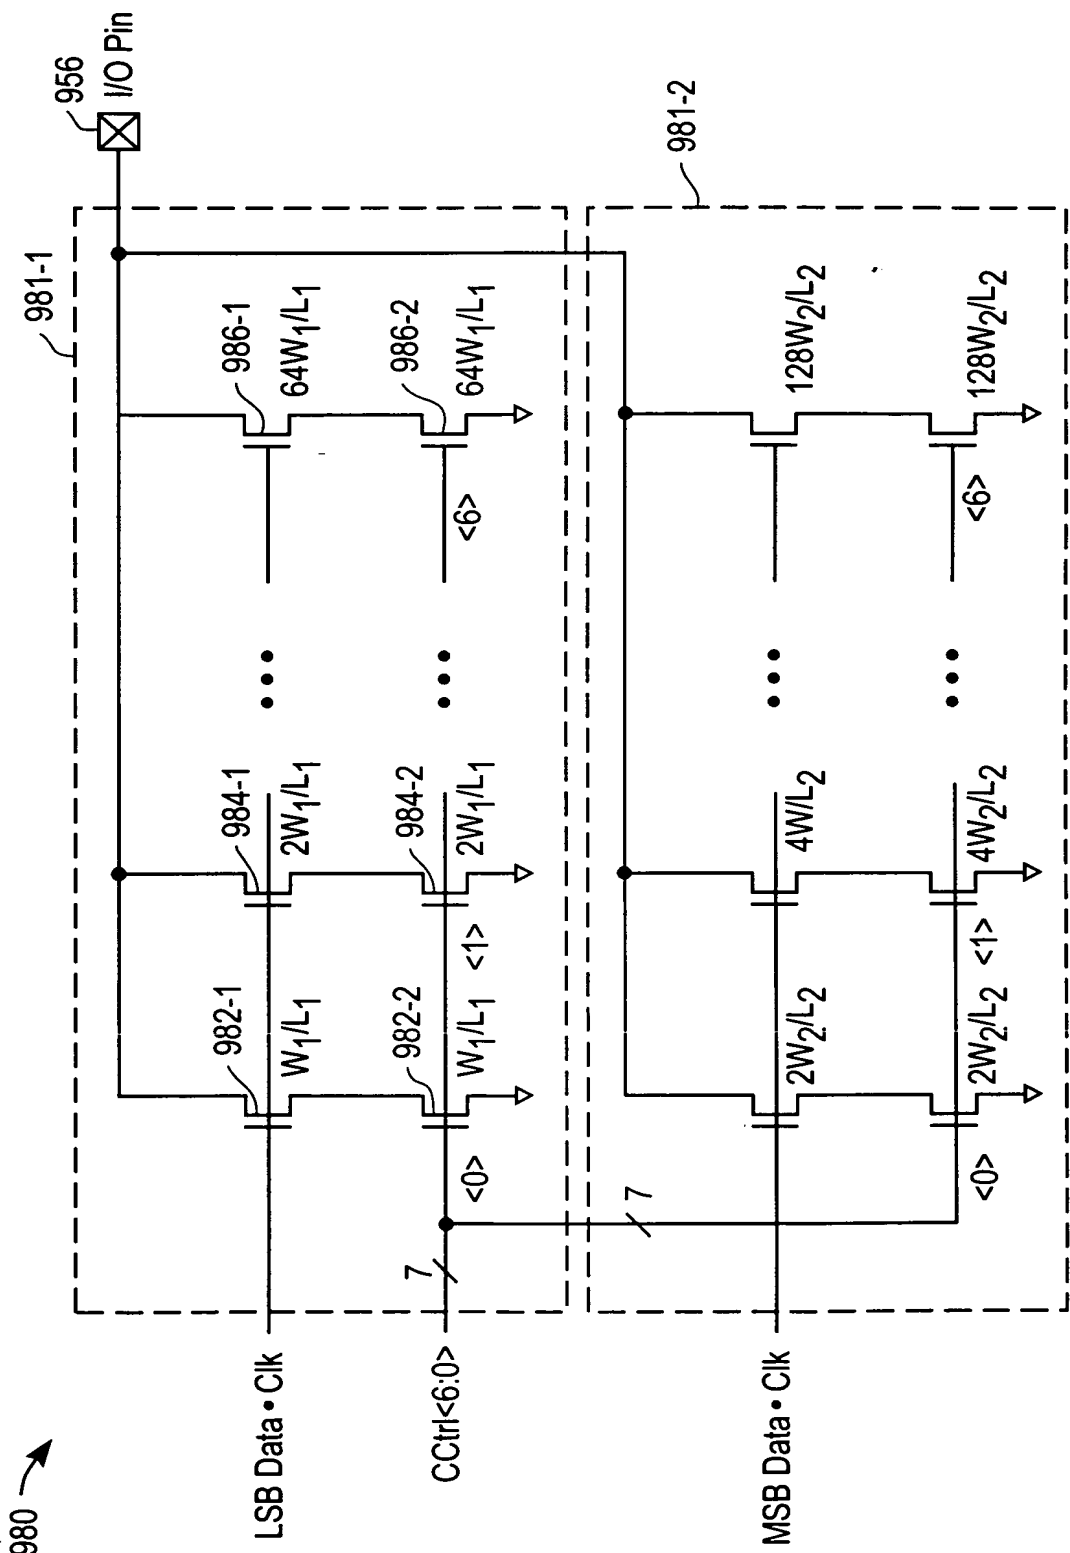 980
981-1
956
I/O Pin
LSB Data • Clk
982-1
W1/L1
984-1
2W1/L1
986-1
64W1/L1
CCtrl<6:0>
7
<0>
982-2
W1/L1
<1>
984-2
2W1/L1
<6>
986-2
64W1/L1
981-2
7
MSB Data • Clk
2W2/L2
4W/L2
128W2/L2
<0>
2W2/L2
<1>
4W2/L2
<6>
128W2/L2